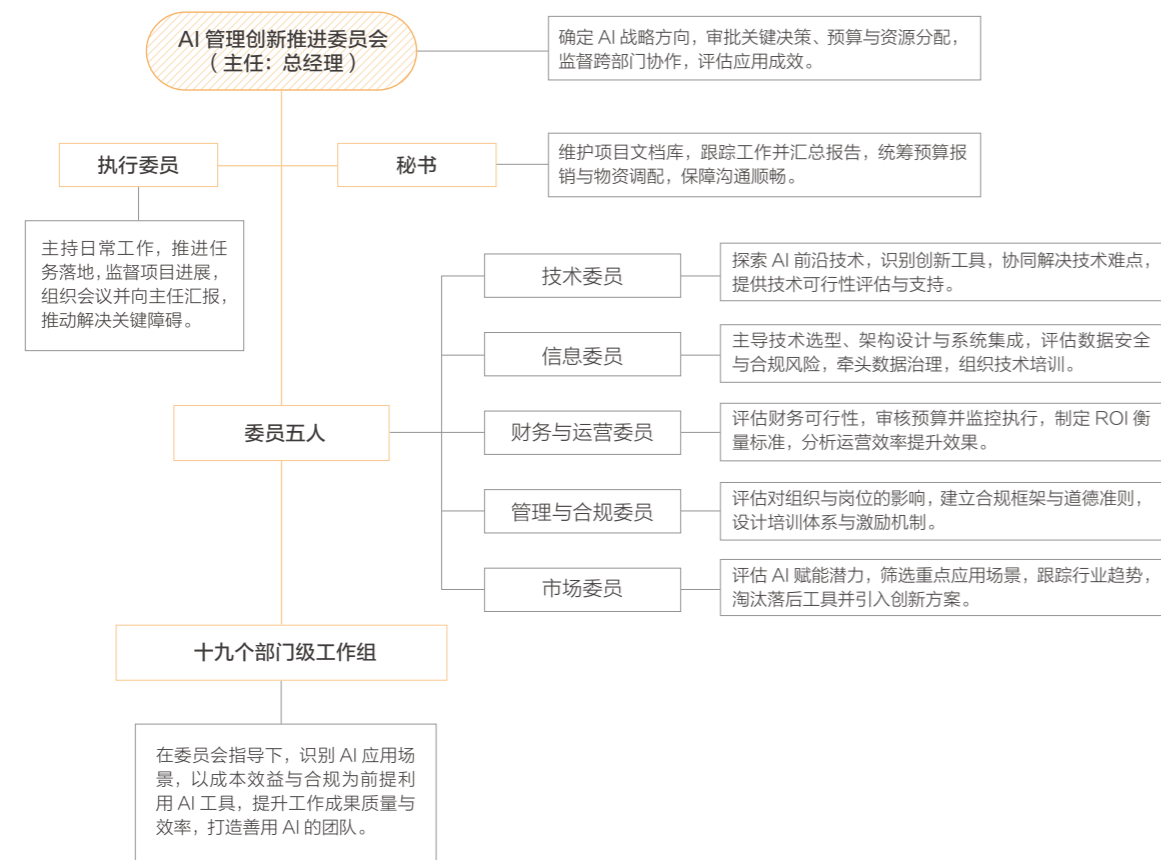 AI 管理创新推进委员会
（主任：总经理）
确定 AI 战略方向，审批关键决策、预算与资源分配，
监督跨部门协作，评估应用成效。
执行委员
秘书
维护项目文档库，跟踪工作并汇总报告，统筹预算报
销与物资调配，保障沟通顺畅。
主持日常工作，推进任
务落地，监督项目进展，
组织会议并向主任汇报，
推动解决关键障碍。
技术委员
探索 AI 前沿技术，识别创新工具，协同解决技术难点，
提供技术可行性评估与支持。
信息委员
主导技术选型、架构设计与系统集成，评估数据安全
与合规风险，牵头数据治理，组织技术培训。
委员五人
财务与运营委员
评估财务可行性，审核预算并监控执行，制定 ROI 衡
量标准，分析运营效率提升效果。
管理与合规委员
评估对组织与岗位的影响，建立合规框架与道德准则，
设计培训体系与激励机制。
市场委员
评估 AI 赋能潜力，筛选重点应用场景，跟踪行业趋势，
淘汰落后工具并引入创新方案。
十九个部门级工作组
在委员会指导下，识别 AI 应用场
景，以成本效益与合规为前提利
用 AI 工具，提升工作成果质量与
效率，打造善用 AI 的团队。